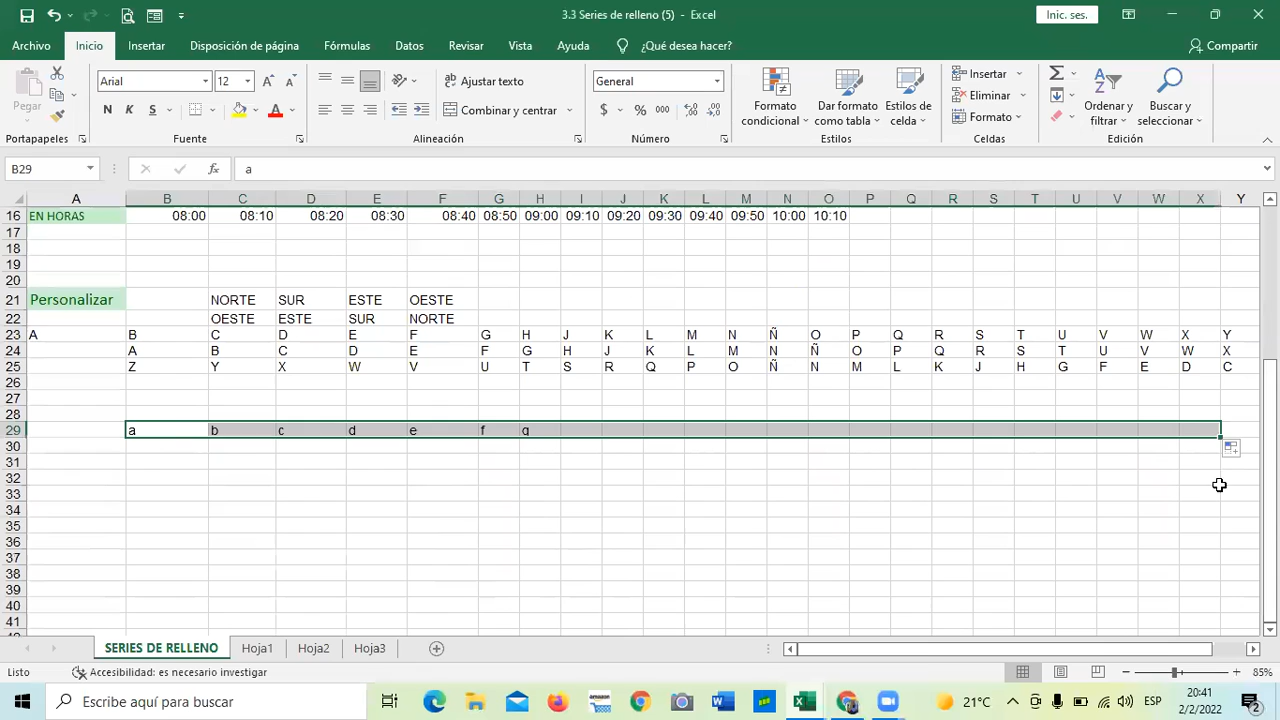 3.3 Series de relleno (5) - Excel
Inic. ses.
Archivo Inicio Insertar Disposición de página Fórmulas Datos Revisar Vista Ayuda ¿Qué desea hacer? Compartir
Pegar Arial 12 Ajustar texto General Formato condicional Dar formato como tabla Estilos de celda Insertar Ordenar y filtrar Buscar y seleccionar
Eliminar
N K S Combinar y centrar $ % 000 Formato
Portapapeles Fuente Alineación Número Estilos Celdas Edición
B29 fx a
A B C D E F G H I J K L M N O P Q R S T U V W X Y
16 EN HORAS 08:00 08:10 08:20 08:30 08:40 08:50 09:00 09:10 09:20 09:30 09:40 09:50 10:00 10:10
17
18
19
20
21 Personalizar NORTE SUR ESTE OESTE
22 OESTE ESTE SUR NORTE
23 A B C D E F G H J K L M N Ñ O P Q R S T U V W X Y
24 A B C D E F G H J K L M N Ñ O P Q R S T U V W X
25 Z Y X W V U T S R Q P O Ñ N M L K J H G F E D C
26
27
28
29 a b c d e f g
30
31
32
33
34
35
36
37
38
39
40
41
SERIES DE RELLENO Hoja1 Hoja2 Hoja3
Listo Accesibilidad: es necesario investigar 85%
Escribe aquí para buscar 21°C ESP 20:41
2/2/2022 2